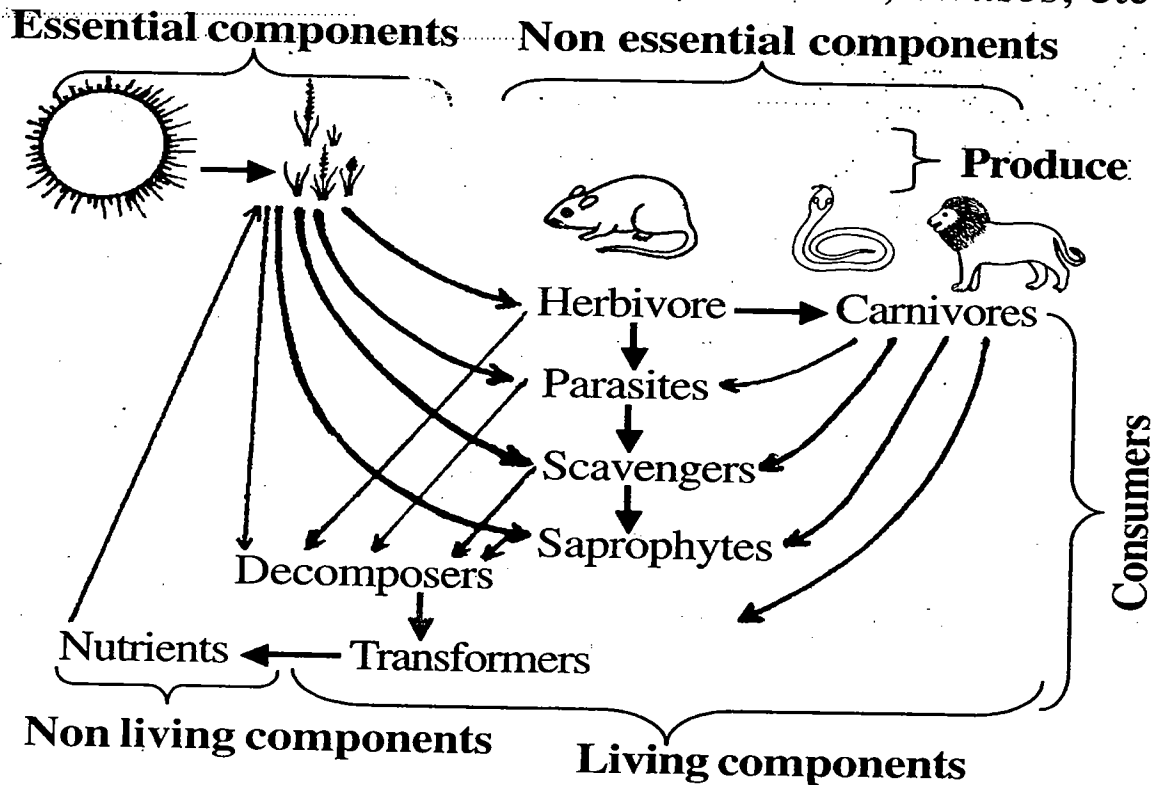 Essential components
Non essential components
Produce
Herbivore
Carnivores
Parasites
Scavengers
Saprophytes
Decomposers
Consumers
Nutrients
Transformers
Non living components
Living components